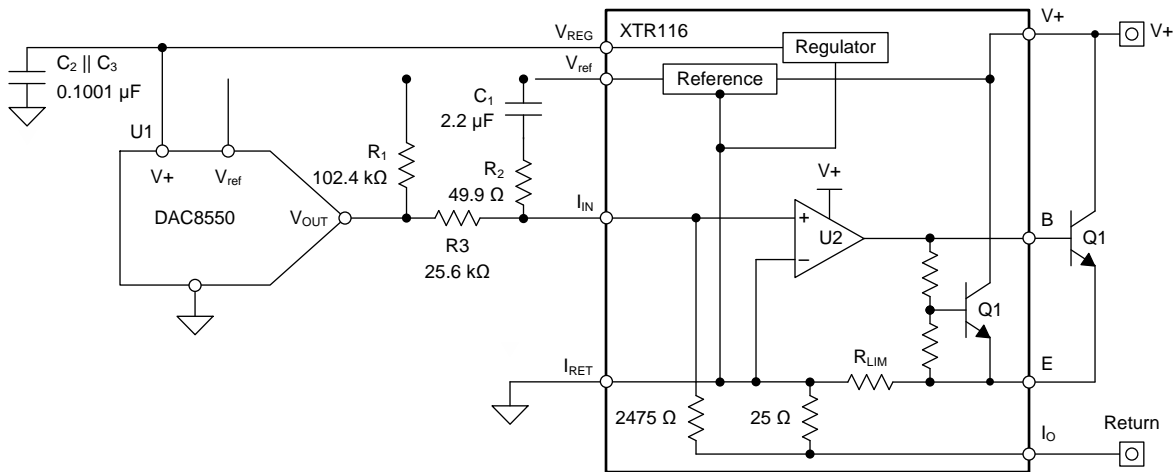 XTR116
V+
V+
VREG
Regulator
Vref
Reference
C2 || C3
0.1001 µF
C1
2.2 µF
U1
V+
Vref
R1
102.4 kΩ
R2
49.9 Ω
V+
DAC8550
VOUT
IIN
+
U2
−
B
Q1
R3
25.6 kΩ
Q1
RLIM
IRET
E
2475 Ω
25 Ω
IO
Return